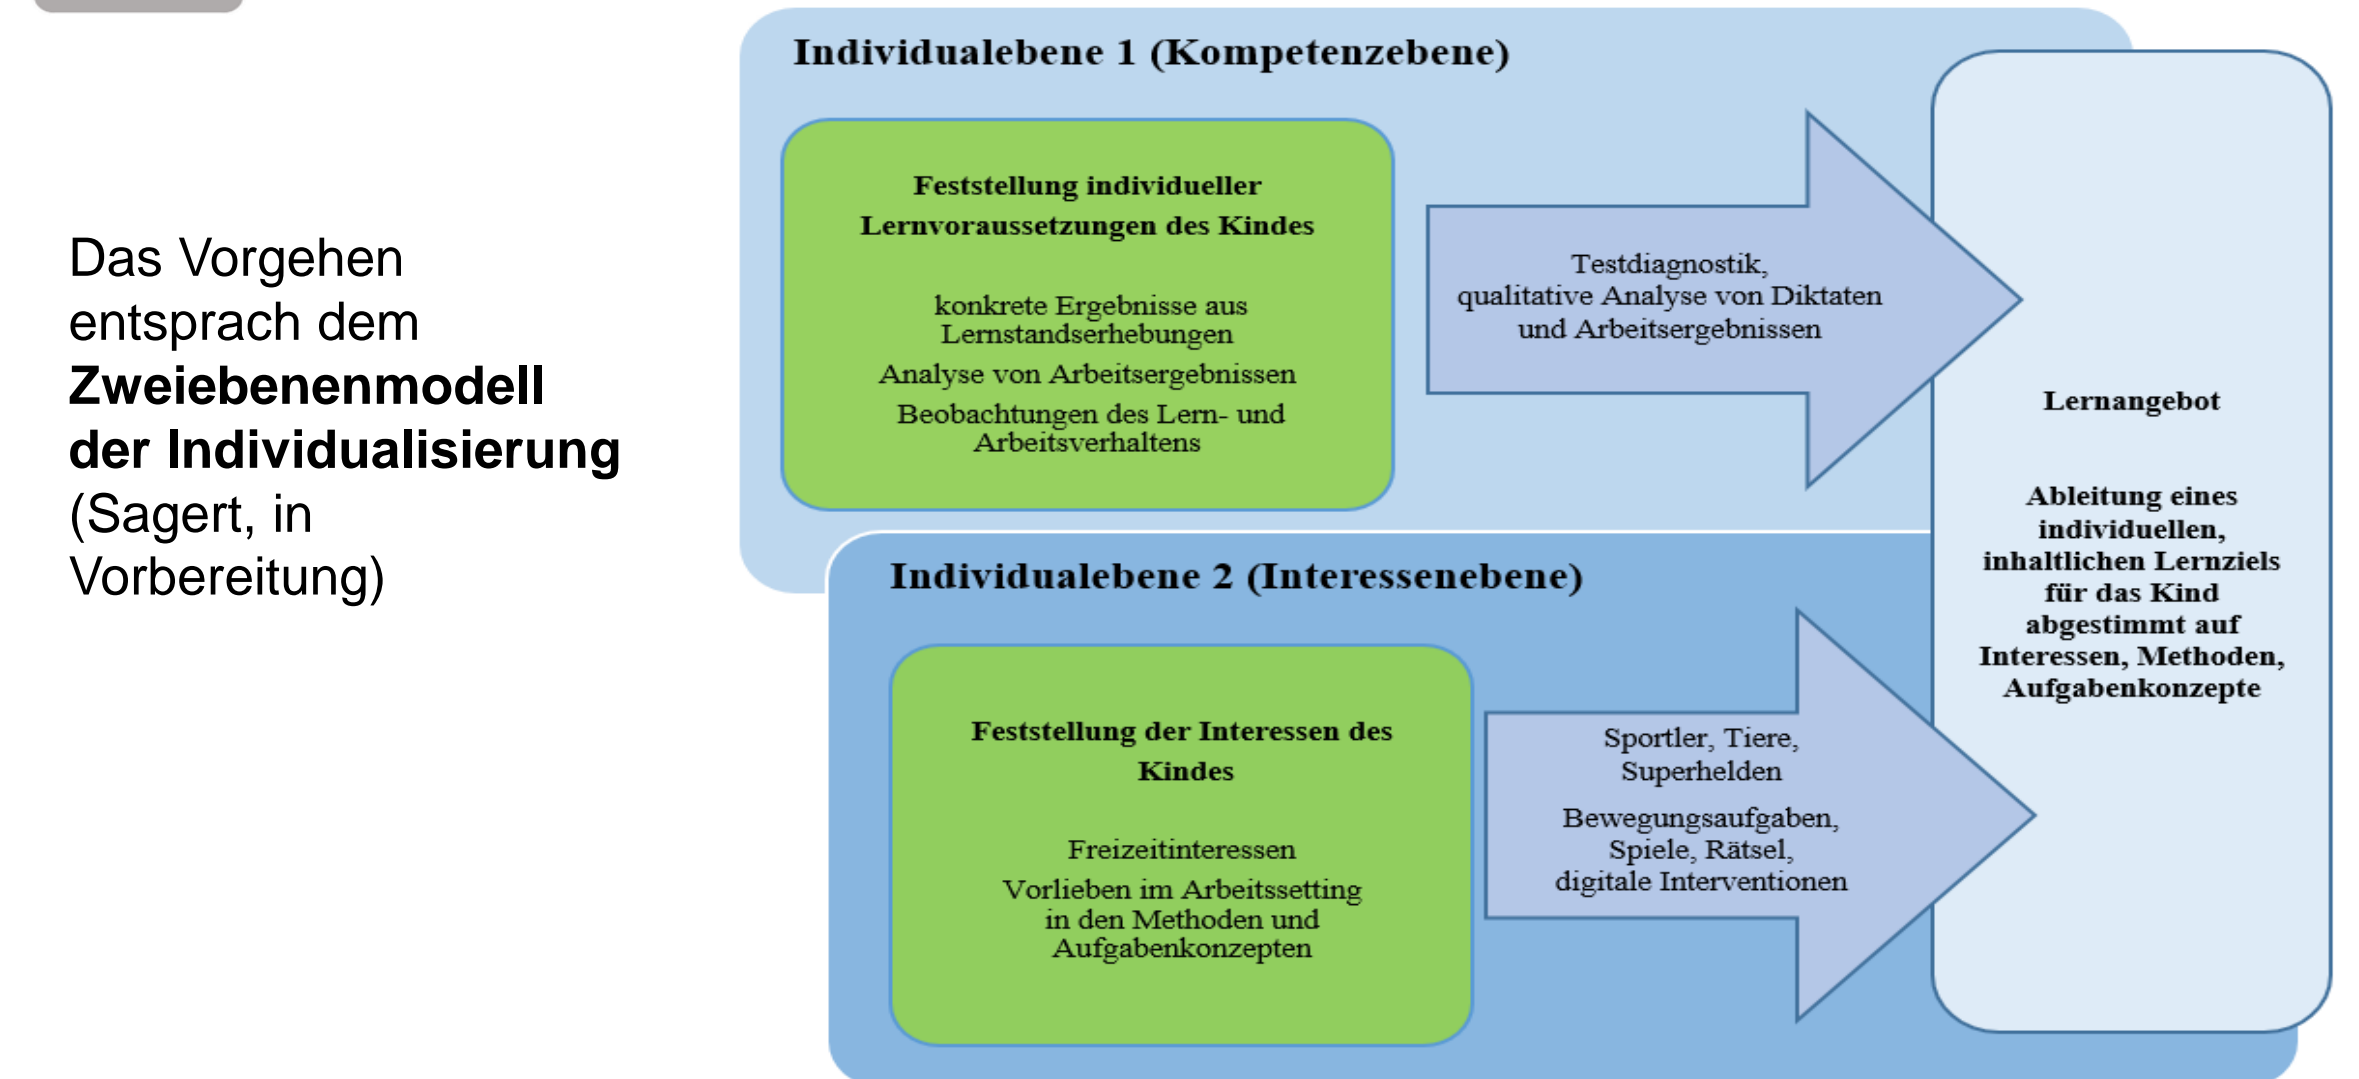 Das Vorgehen
entsprach dem
Zweiebenenmodell
der Individualisierung
(Sagert, in
Vorbereitung)
Individualebene 1 (Kompetenzebene)
Feststellung individueller
Lernvoraussetzungen des Kindes
konkrete Ergebnisse aus
Lernstandserhebungen
Analyse von Arbeitsergebnissen
Beobachtungen des Lern- und
Arbeitsverhaltens
Testdiagnostik,
qualitative Analyse von Diktaten
und Arbeitsergebnissen
Individualebene 2 (Interessenebene)
Feststellung der Interessen des
Kindes
Freizeitinteressen
Vorlieben im Arbeitssetting
in den Methoden und
Aufgabenkonzepten
Sportler, Tiere,
Superhelden
Bewegungsaufgaben,
Spiele, Rätsel,
digitale Interventionen
Lernangebot
Ableitung eines
individuellen,
inhaltlichen Lernziels
für das Kind
abgestimmt auf
Interessen, Methoden,
Aufgabenkonzepte